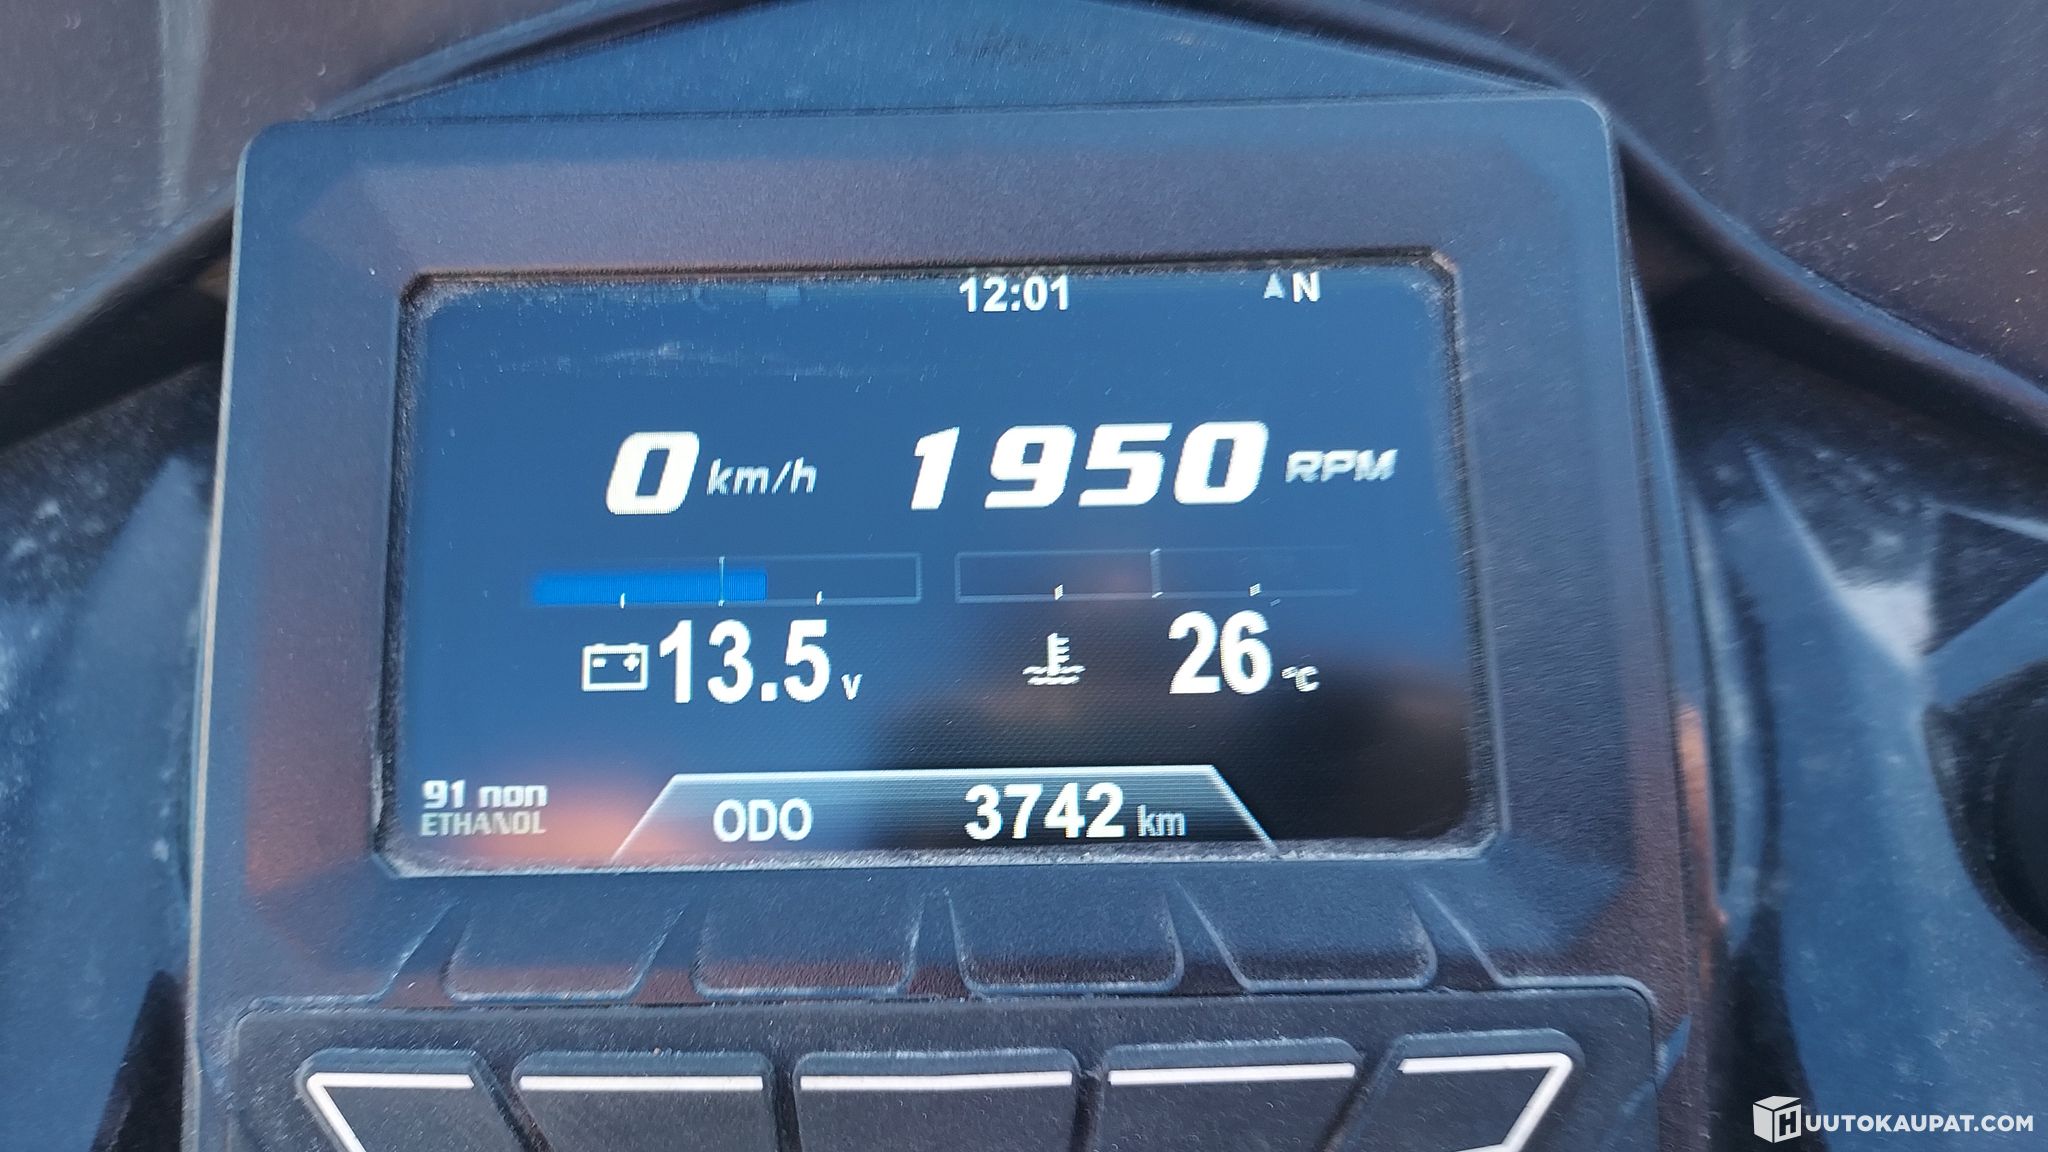 12:01 N
0 km/h 1950 RPM
13.5 V 26 °C
91 non
ETHANOL
ODO 3742 km
HUUTOKAUPAT.COM